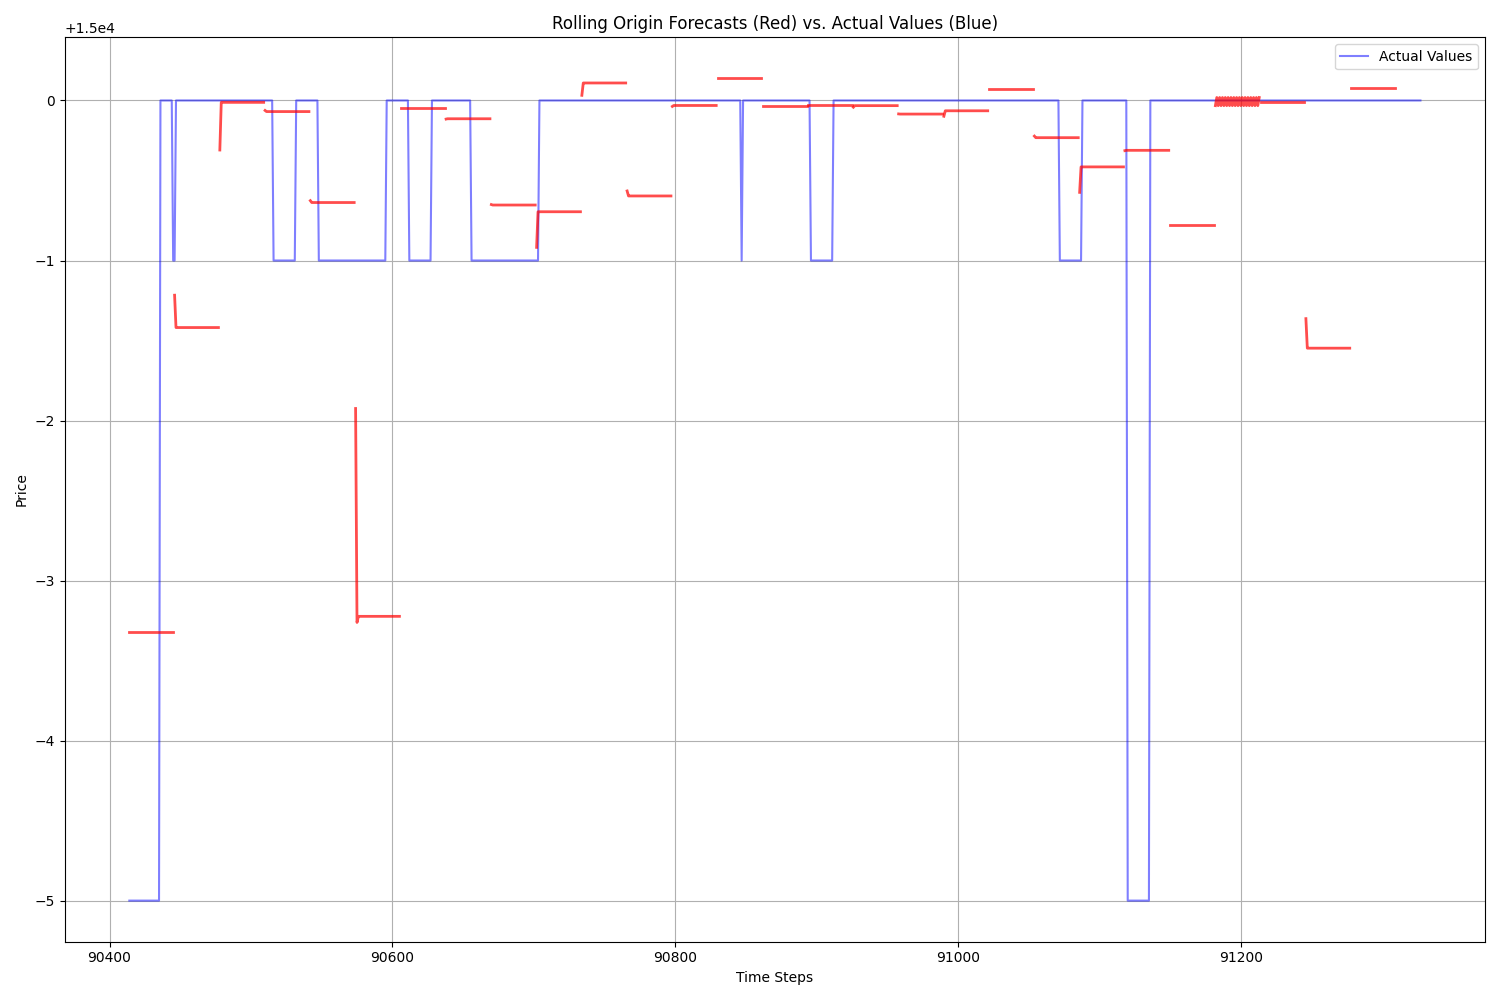 Rolling Origin Forecasts (Red) vs. Actual Values (Blue)
+1.5e4
Actual Values
0
−1
−2
−3
−4
−5
Price
90400 90600 90800 91000 91200
Time Steps